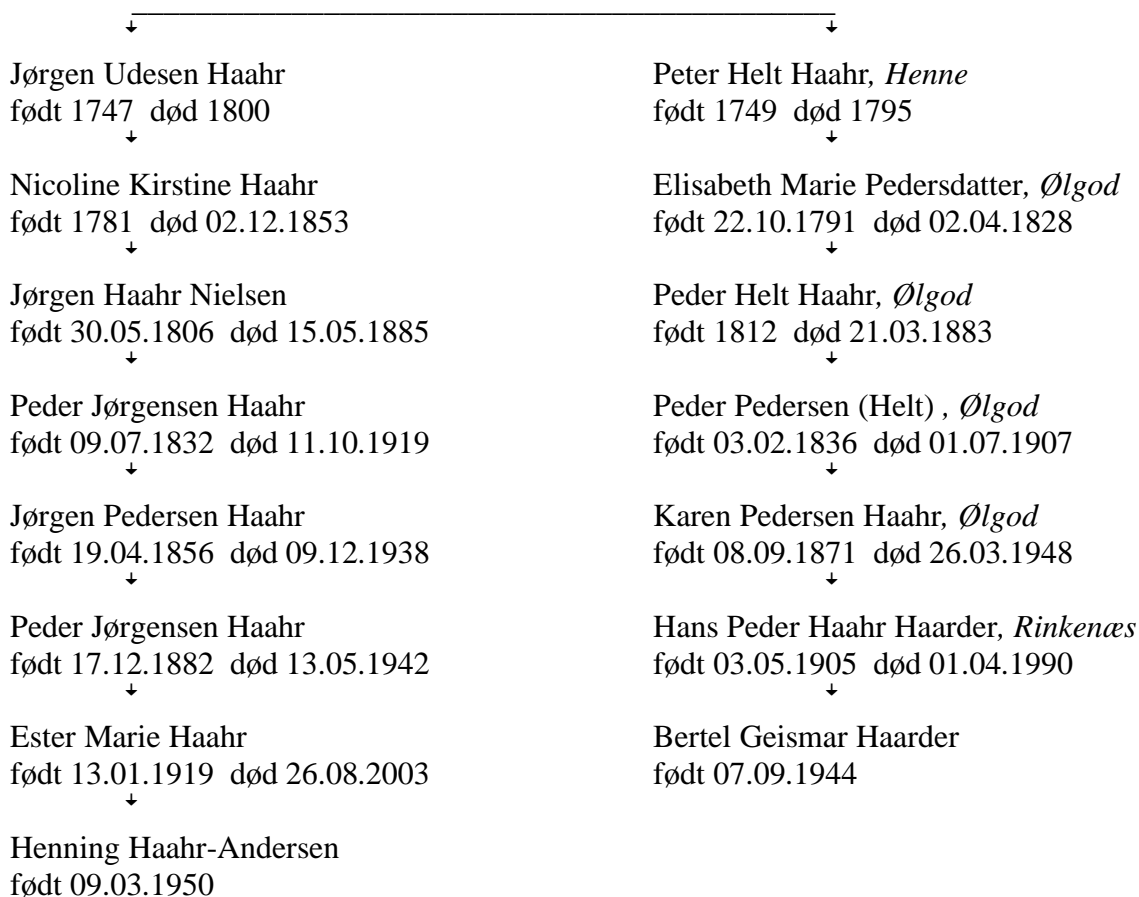 Jørgen Udesen Haahr
født 1747 død 1800
Nicoline Kirstine Haahr
født 1781 død 02.12.1853
Jørgen Haahr Nielsen
født 30.05.1806 død 15.05.1885
Peder Jørgensen Haahr
født 09.07.1832 død 11.10.1919
Jørgen Pedersen Haahr
født 19.04.1856 død 09.12.1938
Peder Jørgensen Haahr
født 17.12.1882 død 13.05.1942
Ester Marie Haahr
født 13.01.1919 død 26.08.2003
Henning Haahr-Andersen
født 09.03.1950
Peter Helt Haahr, Henne
født 1749 død 1795
Elisabeth Marie Pedersdatter, Ølgod
født 22.10.1791 død 02.04.1828
Peder Helt Haahr, Ølgod
født 1812 død 21.03.1883
Peder Pedersen (Helt) , Ølgod
født 03.02.1836 død 01.07.1907
Karen Pedersen Haahr, Ølgod
født 08.09.1871 død 26.03.1948
Hans Peder Haahr Haarder, Rinkenæs
født 03.05.1905 død 01.04.1990
Bertel Geismar Haarder
født 07.09.1944